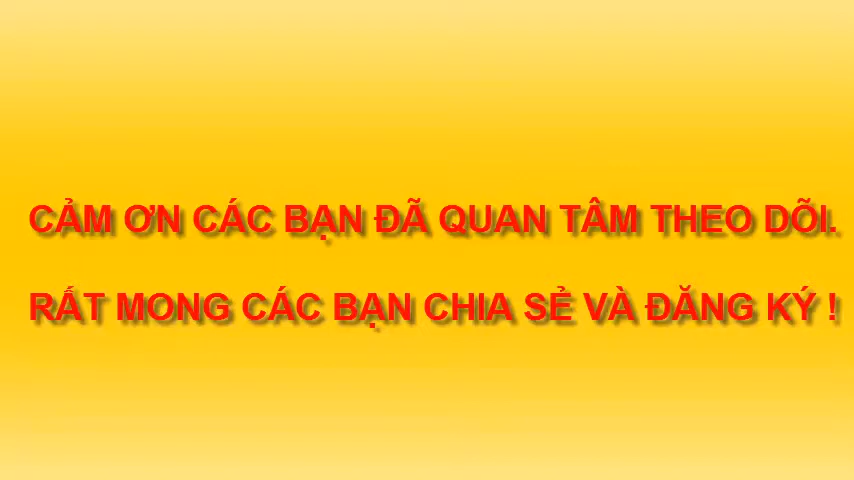 CẢM ƠN CÁC BẠN ĐÃ QUAN TÂM THEO DÕI.
RẤT MONG CÁC BẠN CHIA SẺ VÀ ĐĂNG KÝ !